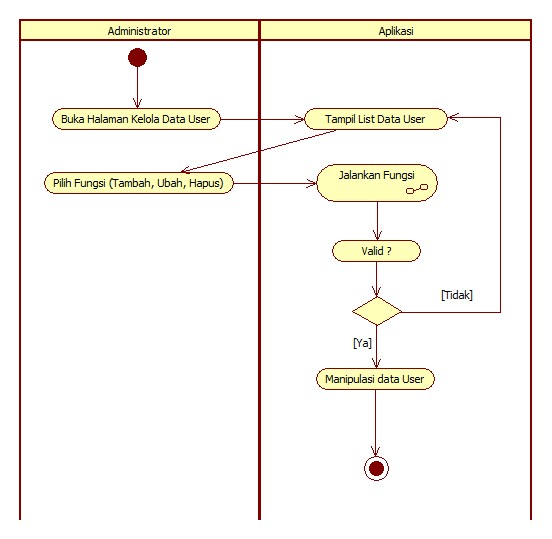 Administrator
Aplikasi
Buka Halaman Kelola Data User
Tampil List Data User
Pilih Fungsi (Tambah, Ubah, Hapus)
Jalankan Fungsi
Valid ?
[Tidak]
[Ya]
Manipulasi data User